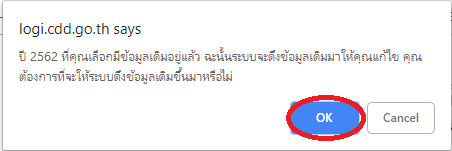 logi.cdd.go.th says
ปี 2562 ที่คุณเลือกมีข้อมูลเดิมอยู่แล้ว ฉะนั้นระบบจะดึงข้อมูลเดิมมาให้คุณแก้ไข คุณ
ต้องการที่จะให้ระบบดึงข้อมูลเดิมขึ้นมาหรือไม่
OK Cancel